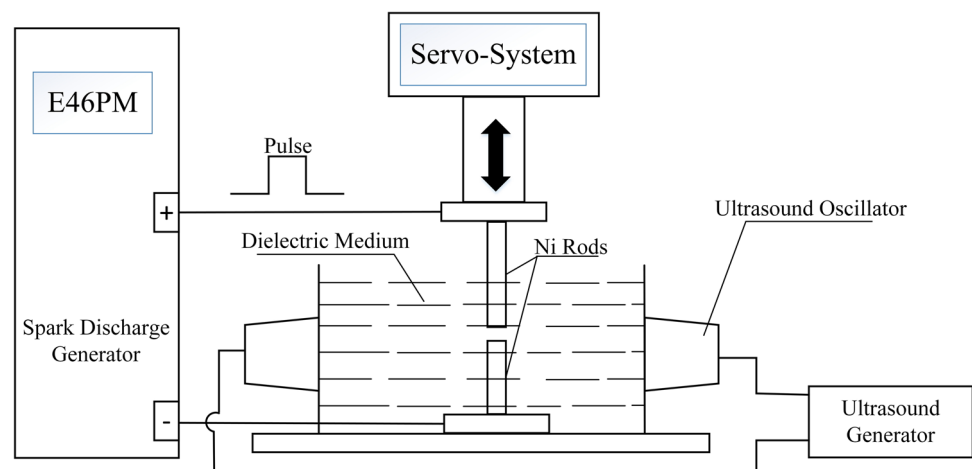 Servo-System
E46PM
Pulse
+
Ultrasound Oscillator
Dielectric Medium
Ni Rods
Spark Discharge
Generator
-
Ultrasound
Generator